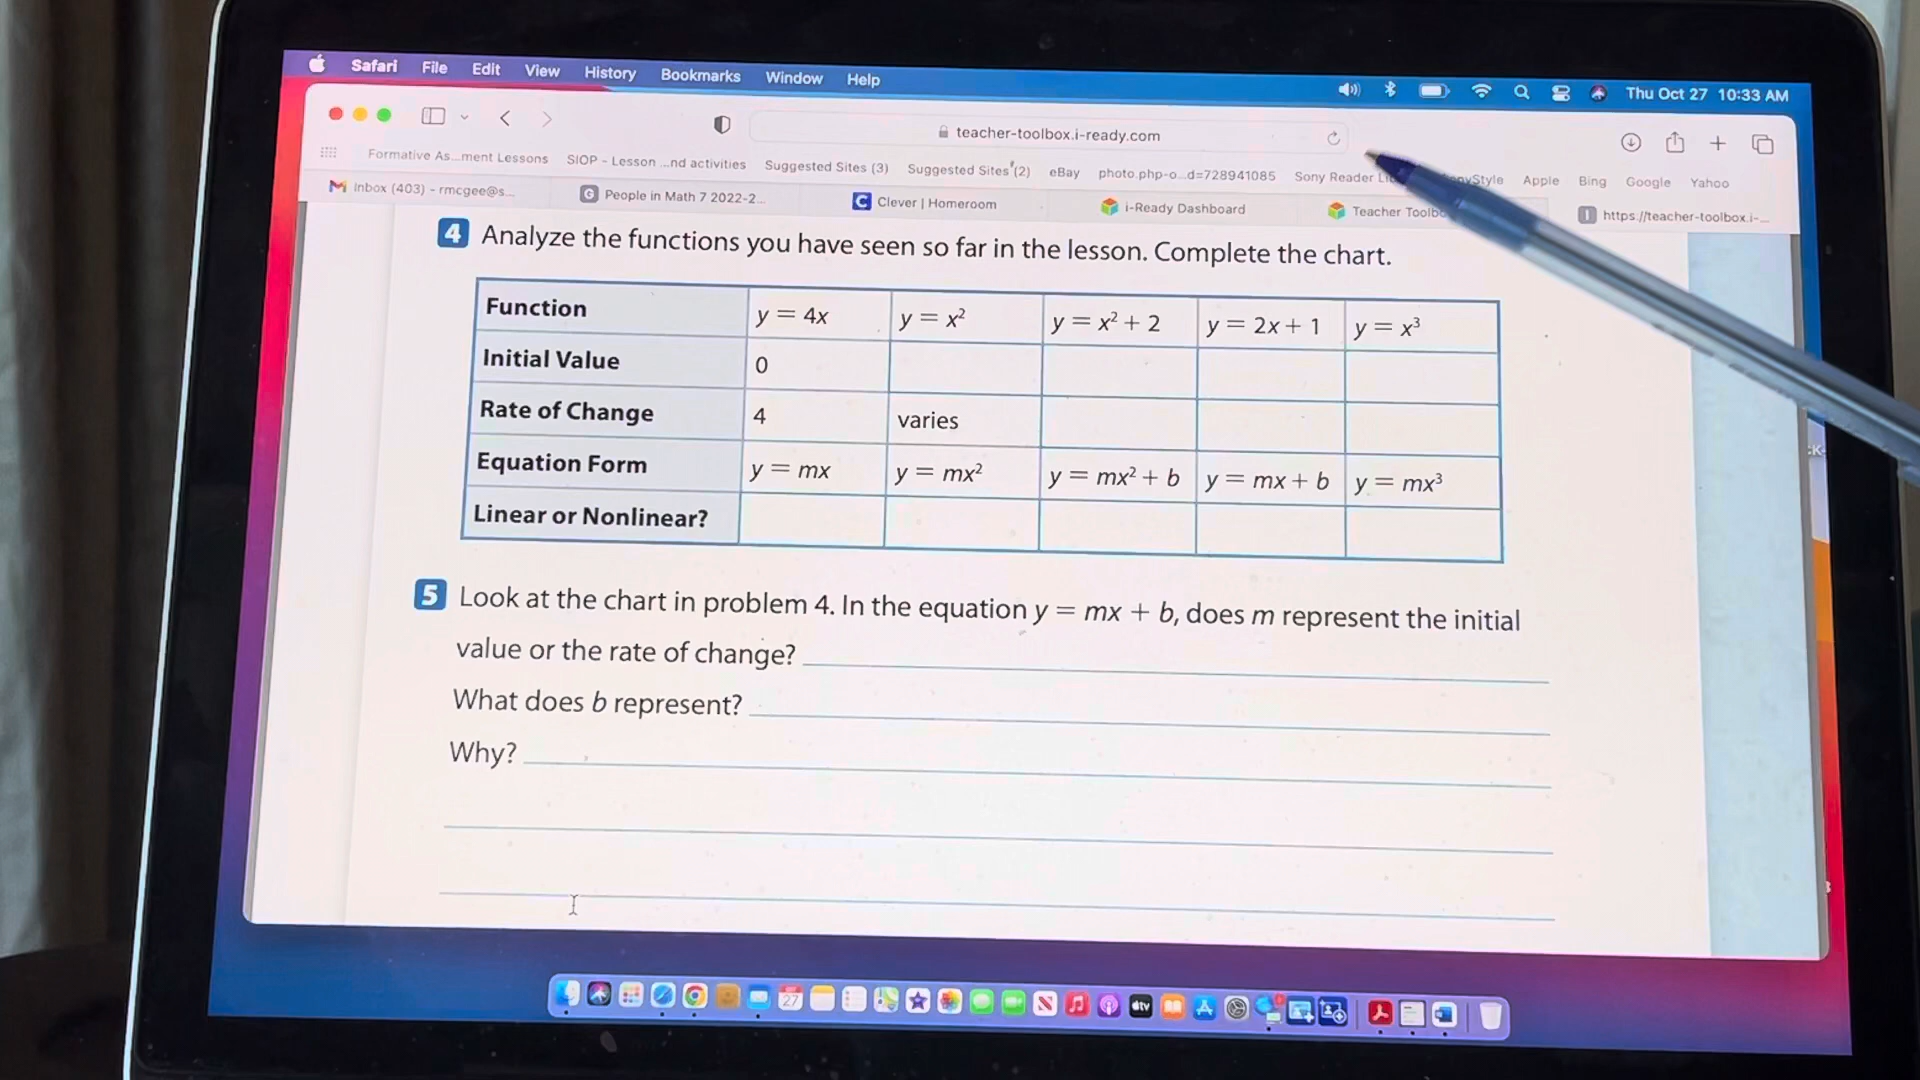 Safari File Edit View History Bookmarks Window Help Thu Oct 27 10:33 AM
teacher-toolbox.i-ready.com
Formative As...ment Lessons SIOP - Lesson ...nd activities Suggested Sites (3) Suggested Sites (2) eBay photo.php-o...d=728941085 Sony Reader Apple Bing Google Yahoo
Inbox (403) - rmcgee@s... People in Math 7 2022-2... Clever | Homeroom i-Ready Dashboard Teacher https://teacher-toolbox.i-...
4 Analyze the functions you have seen so far in the lesson. Complete the chart.
Function y = 4x y = x² y = x² + 2 y = 2x + 1 y = x³
Initial Value 0
Rate of Change 4 varies
Equation Form y = mx y = mx² y = mx² + b y = mx + b y = mx³
Linear or Nonlinear?
5 Look at the chart in problem 4. In the equation y = mx + b, does m represent the initial
value or the rate of change?
What does b represent?
Why?
27
tv